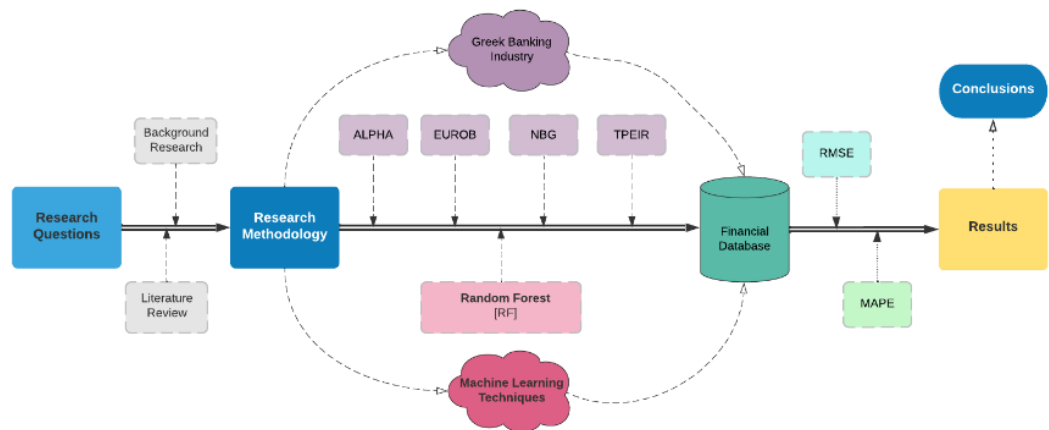 Greek Banking
Industry
Conclusions
Background
Research
ALPHA
EUROB
NBG
TPEIR
RMSE
Research
Questions
Research
Methodology
Financial
Database
Results
Literature
Review
Random Forest
[RF]
MAPE
Machine Learning
Techniques